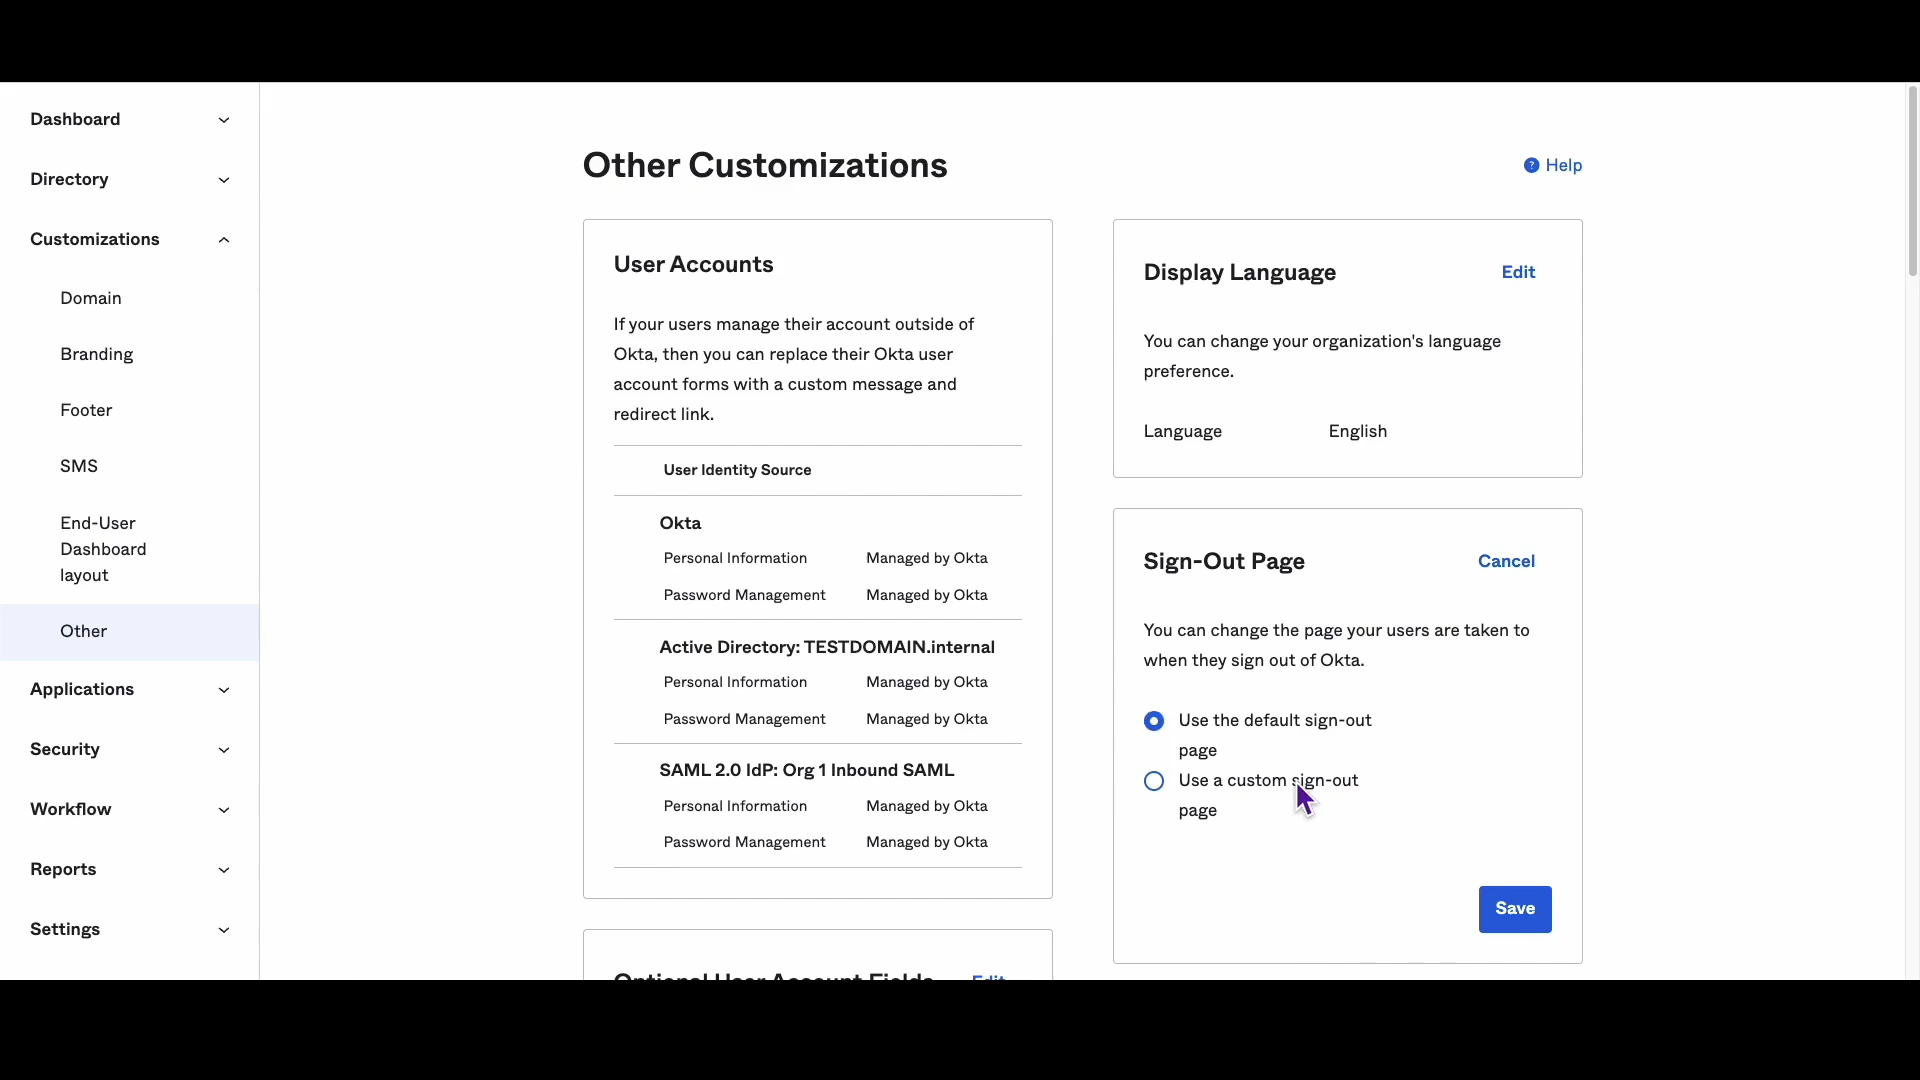 Dashboard
Directory
Customizations
Domain
Branding
Footer
SMS
End-User
Dashboard
layout
Other
Applications
Security
Workflow
Reports
Settings
Other Customizations
? Help
User Accounts
If your users manage their account outside of
Okta, then you can replace their Okta user
account forms with a custom message and
redirect link.
User Identity Source
Okta
Personal Information Managed by Okta
Password Management Managed by Okta
Active Directory: TESTDOMAIN.internal
Personal Information Managed by Okta
Password Management Managed by Okta
SAML 2.0 IdP: Org 1 Inbound SAML
Personal Information Managed by Okta
Password Management Managed by Okta
Optional User Account Fields Edit
Display Language Edit
You can change your organization's language
preference.
Language English
Sign-Out Page Cancel
You can change the page your users are taken to
when they sign out of Okta.
Use the default sign-out
page
Use a custom sign-out
page
Save